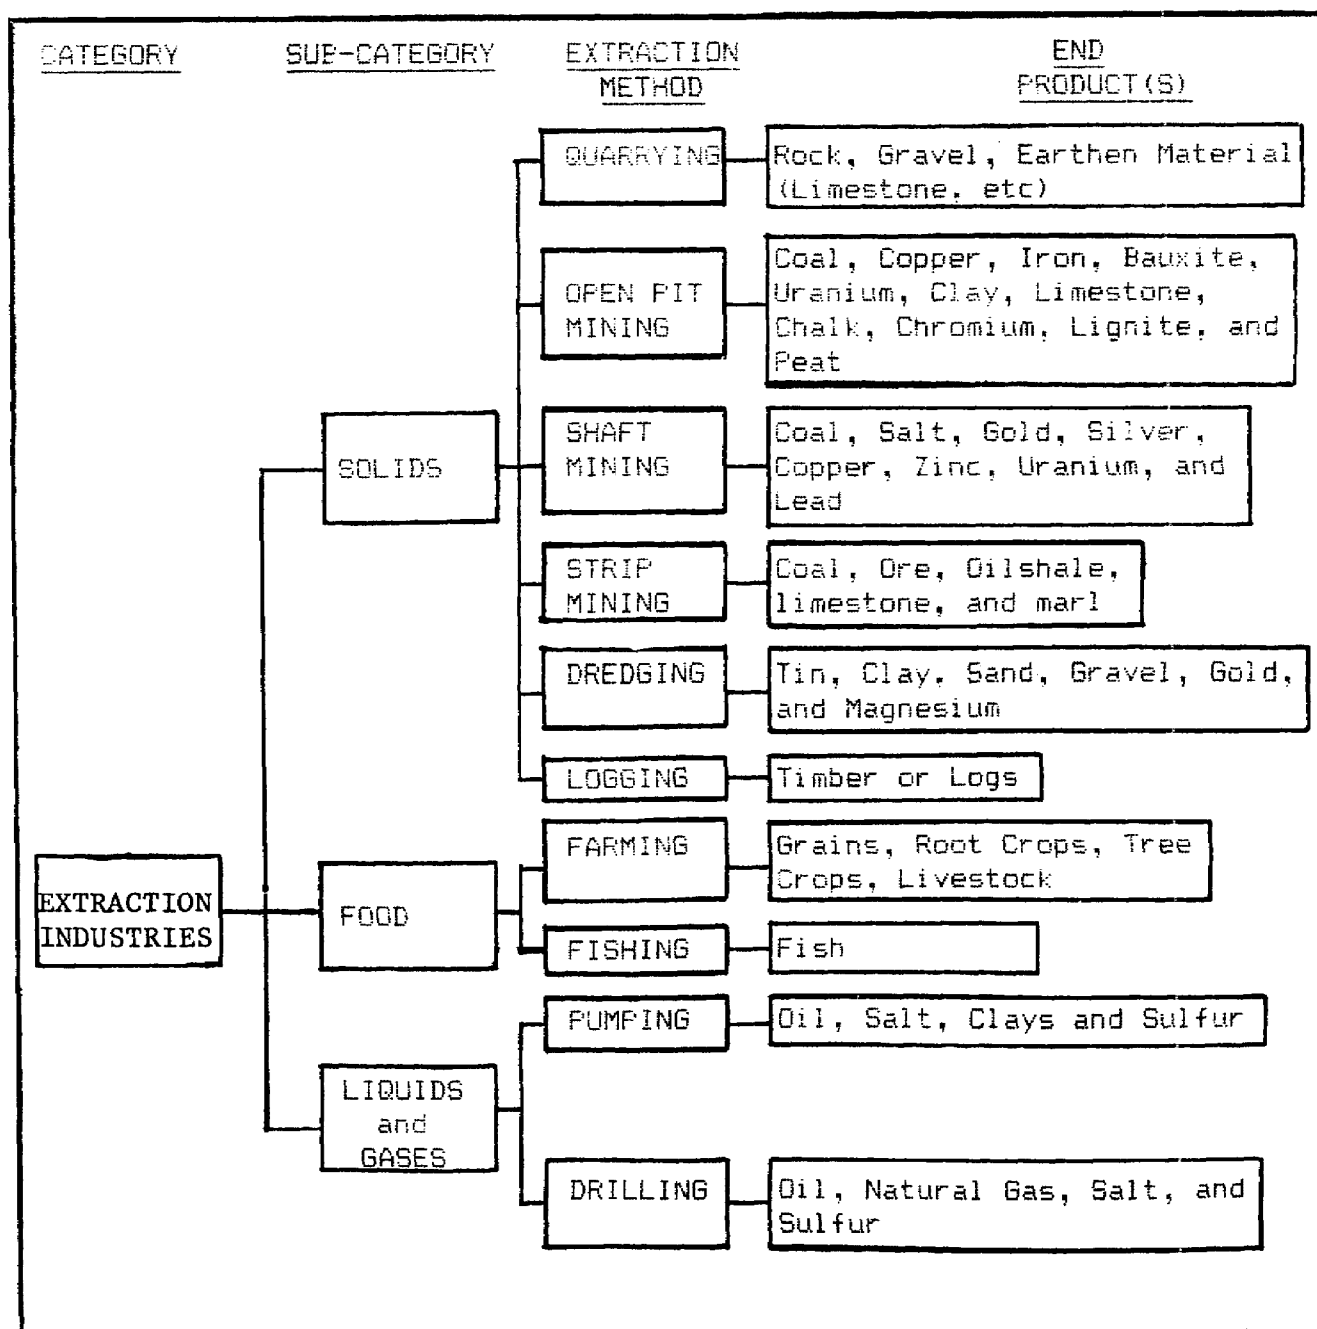 CATEGORY SUB-CATEGORY EXTRACTION METHOD END PRODUCT(S)
EXTRACTION
INDUSTRIES
SOLIDS
QUARRYING
Rock, Gravel, Earthen Material
(Limestone, etc)
OPEN PIT
MINING
Coal, Copper, Iron, Bauxite,
Uranium, Clay, Limestone,
Chalk, Chromium, Lignite, and
Peat
SHAFT
MINING
Coal, Salt, Gold, Silver,
Copper, Zinc, Uranium, and
Lead
STRIP
MINING
Coal, Ore, Oilshale,
limestone, and marl
DREDGING
Tin, Clay, Sand, Gravel, Gold,
and Magnesium
LOGGING
Timber or Logs
FOOD
FARMING
Grains, Root Crops, Tree
Crops, Livestock
FISHING
Fish
LIQUIDS
and
GASES
PUMPING
Oil, Salt, Clays and Sulfur
DRILLING
Oil, Natural Gas, Salt, and
Sulfur